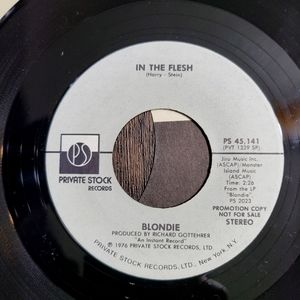 IN THE FLESH
(Harry - Stein)
PS 45,141
(PVT 1339 SP)
PS
PRIVATE STOCK
RECORDS
Jiru Music Inc.
(ASCAP)/Monster
Island Music
(ASCAP)
Time: 2:26
From the LP
"Blondie"
PS 2023
PROMOTION COPY
NOT FOR SALE
STEREO
BLONDIE
PRODUCED BY RICHARD GOTTEHRER
"An Instant Record"
℗ 1976 PRIVATE STOCK RECORDS, LTD.
PRIVATE STOCK RECORDS, LTD., New York, N.Y.